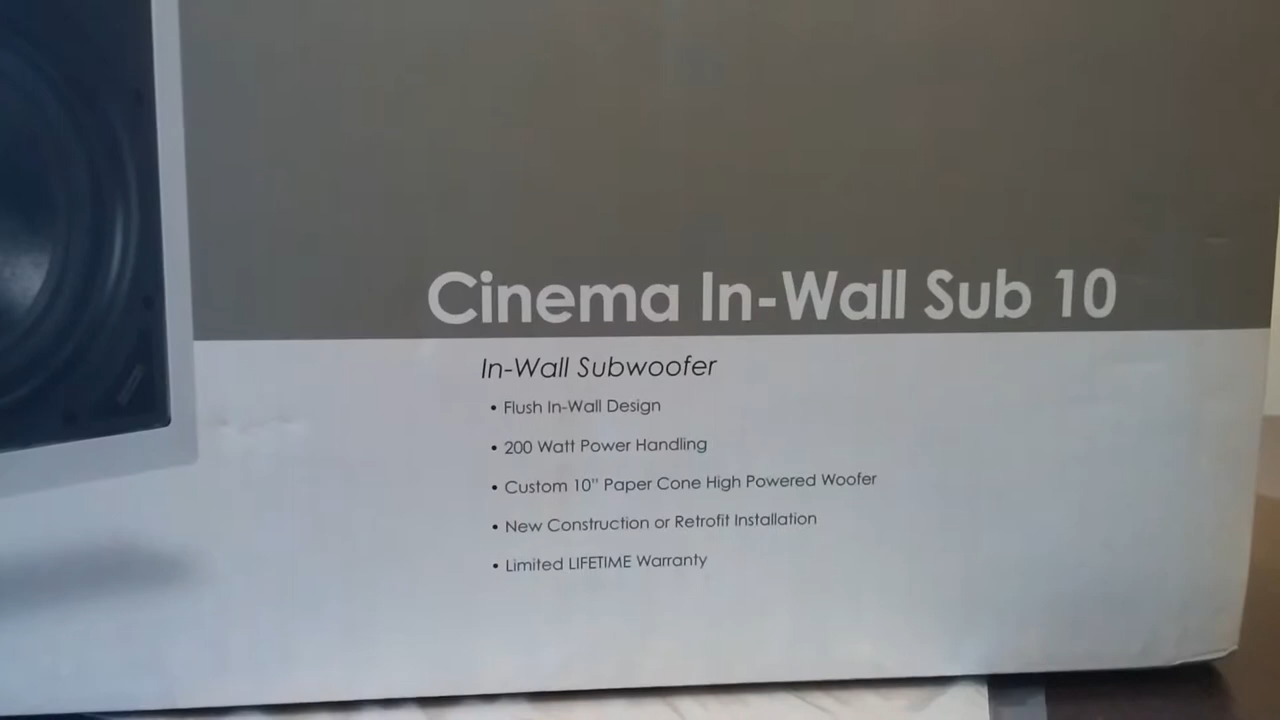 Cinema In-Wall Sub 10
In-Wall Subwoofer
• Flush In-Wall Design
• 200 Watt Power Handling
• Custom 10" Paper Cone High Powered Woofer
• New Construction or Retrofit Installation
• Limited LIFETIME Warranty